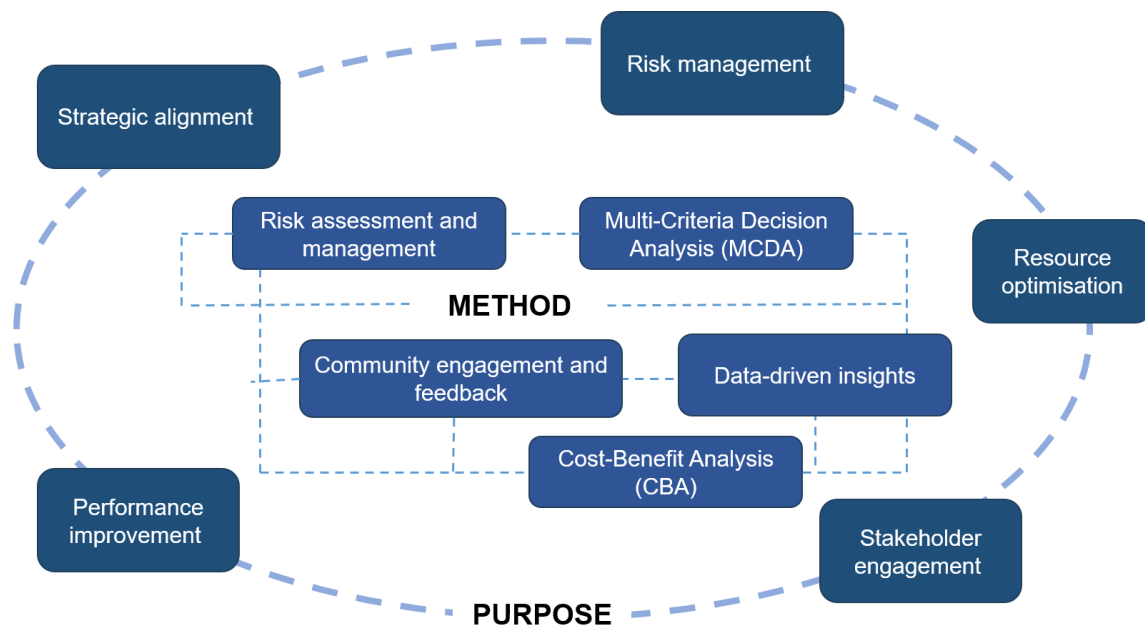 Risk management
Strategic alignment
Risk assessment and
management
Multi-Criteria Decision
Analysis (MCDA)
Resource
optimisation
METHOD
Community engagement and
feedback
Data-driven insights
Cost-Benefit Analysis
(CBA)
Performance
improvement
Stakeholder
engagement
PURPOSE